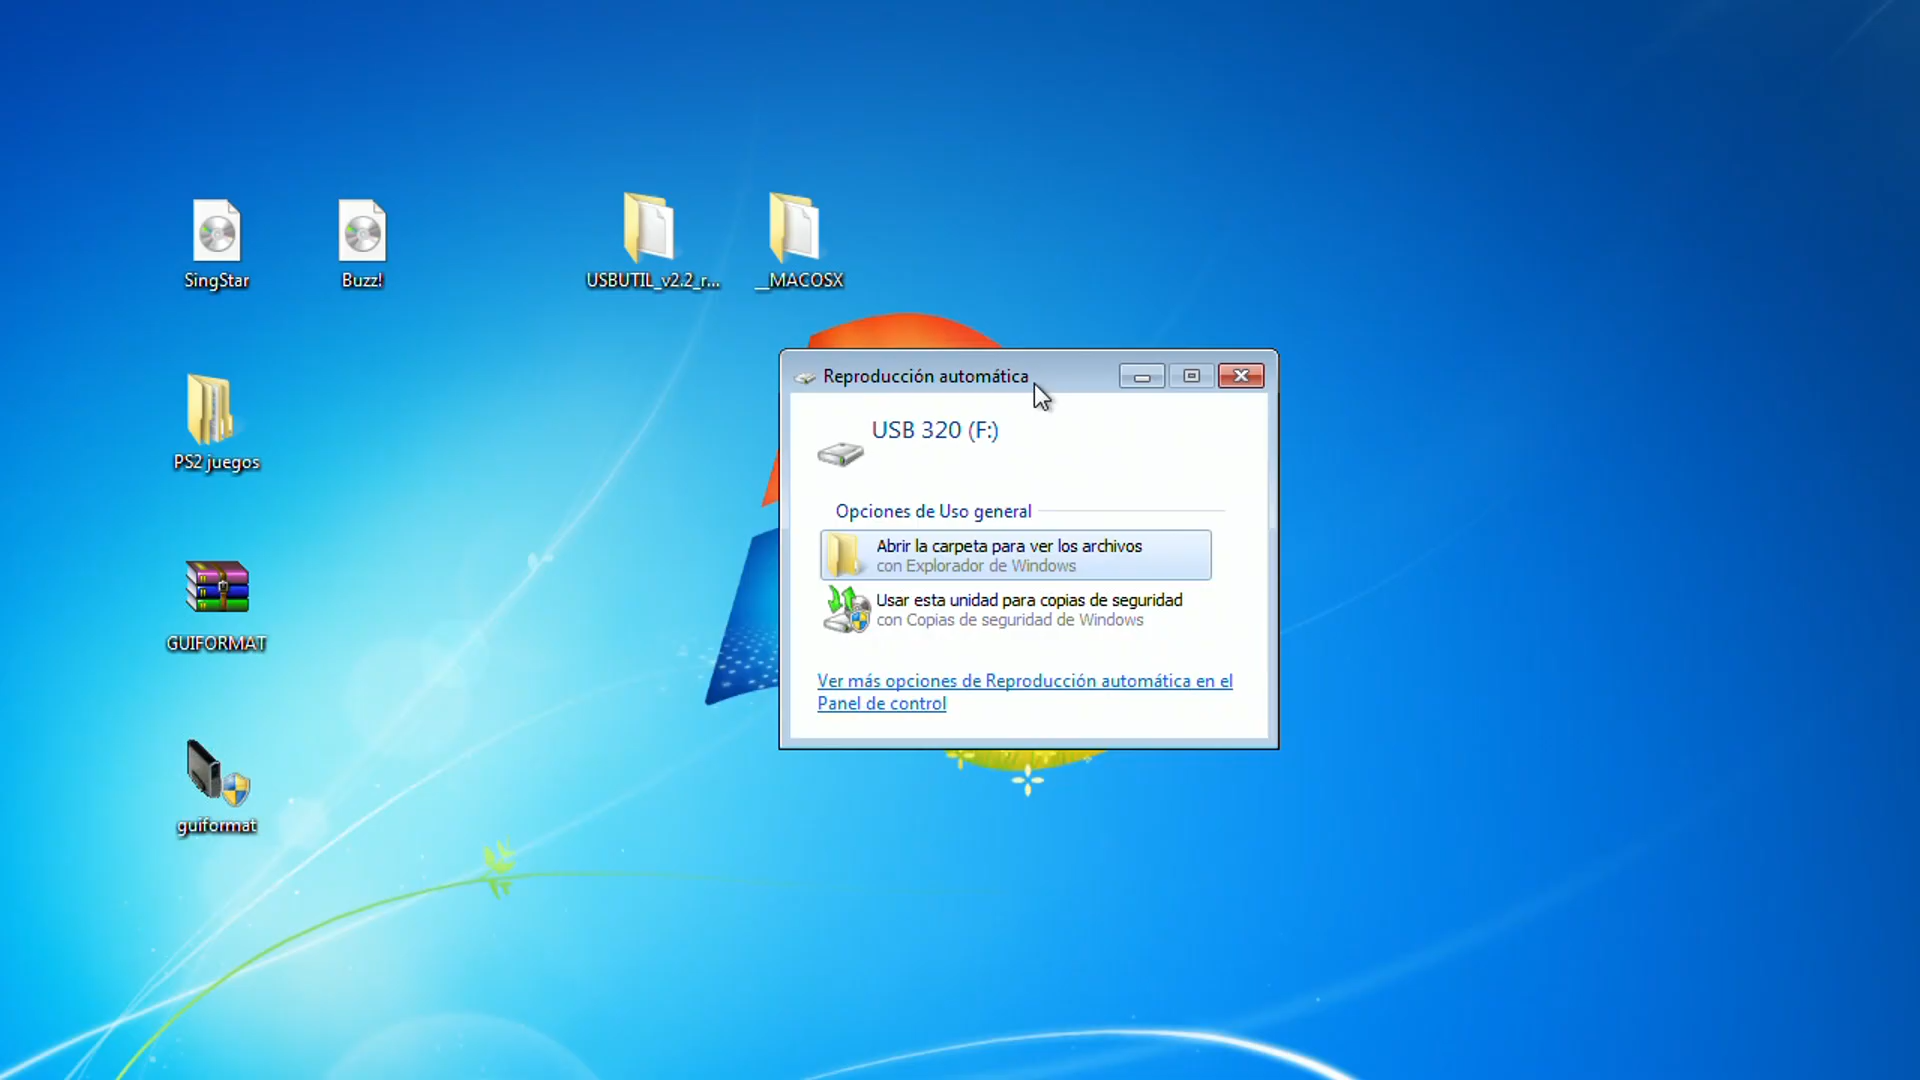 SingStar
Buzz!
USBUTIL_v2.2_r...
__MACOSX
PS2 juegos
GUIFORMAT
guiformat
Reproducción automática
USB 320 (F:)
Opciones de Uso general
Abrir la carpeta para ver los archivos
con Explorador de Windows
Usar esta unidad para copias de seguridad
con Copias de seguridad de Windows
Ver más opciones de Reproducción automática en el
Panel de control